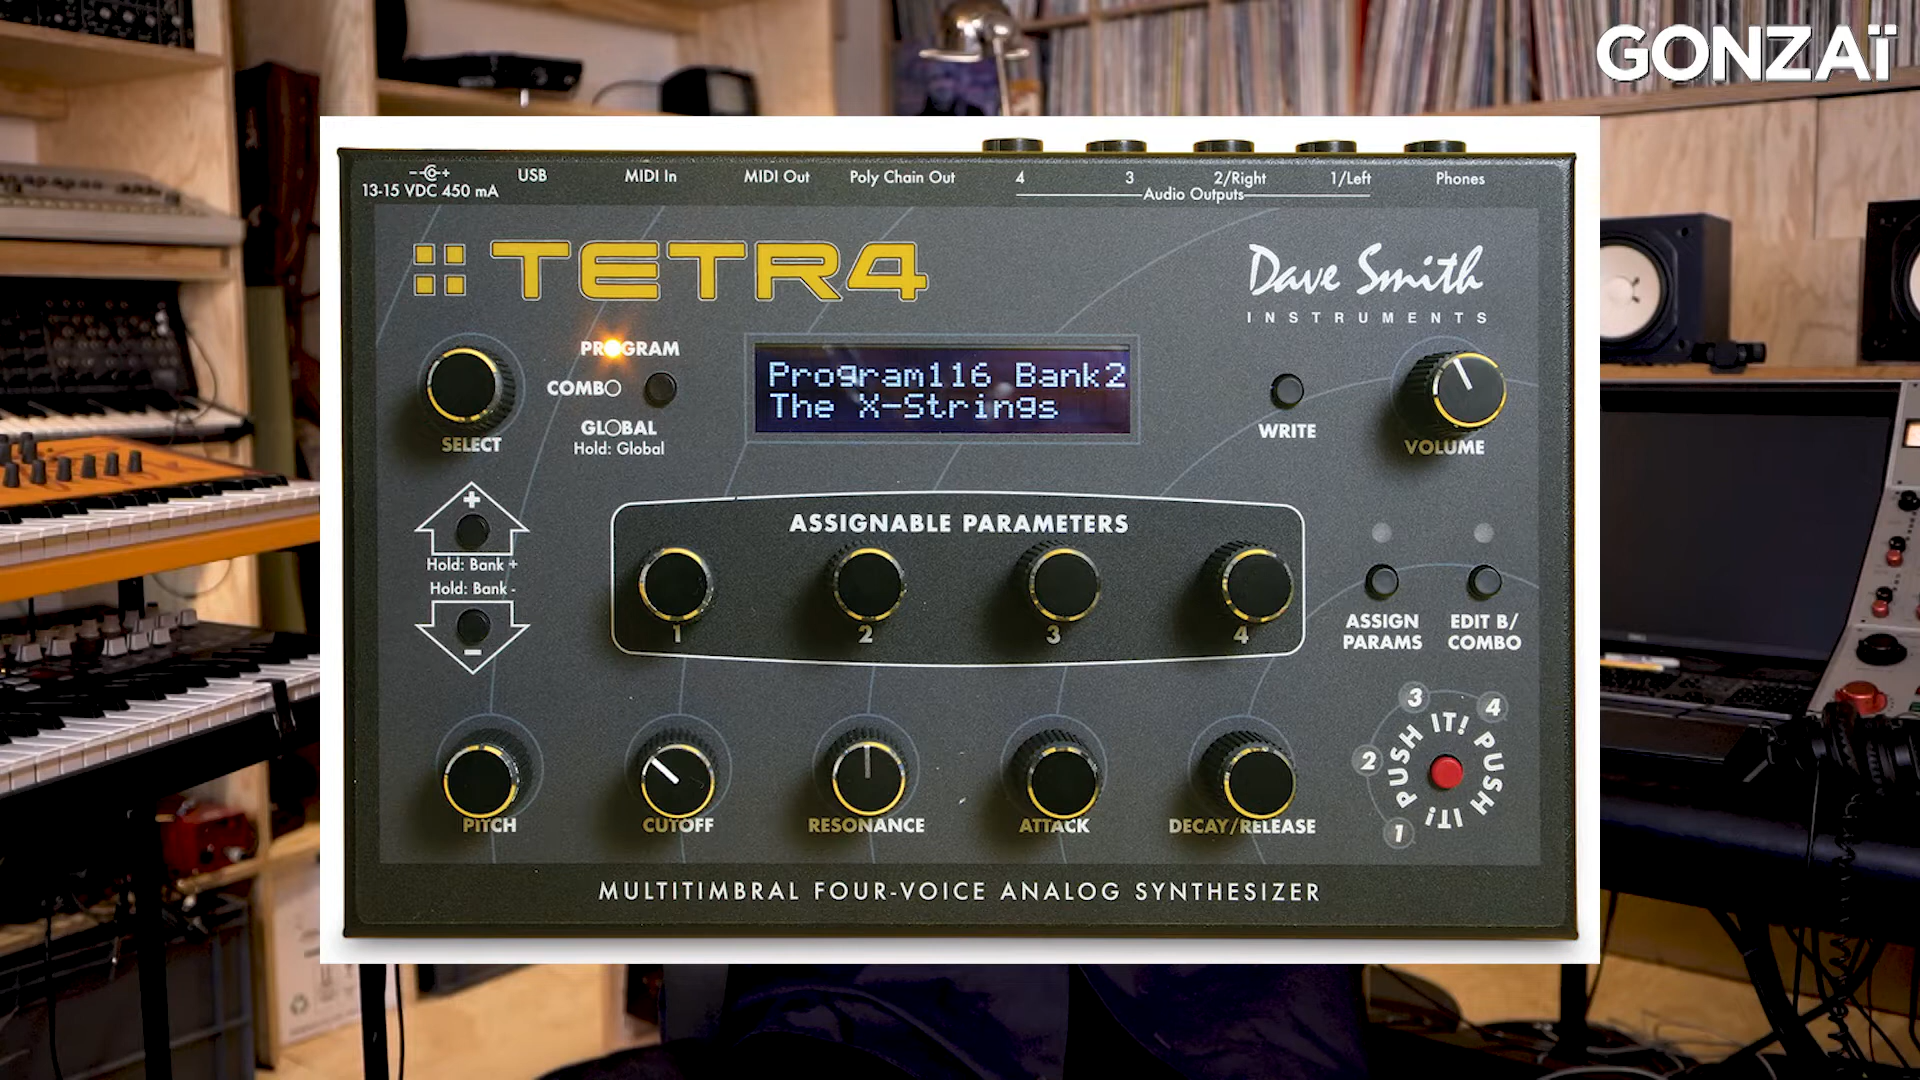 GONZAÏ
13-15 VDC 450 mA
USB
MIDI In
MIDI Out
Poly Chain Out
4
3
2/Right
1/Left
Audio Outputs
Phones
TETR4
Dave Smith
INSTRUMENTS
PROGRAM
COMBO
GLOBAL
Hold: Global
Program116 Bank2
The X-Strings
SELECT
WRITE
VOLUME
+
Hold: Bank +
Hold: Bank -
-
ASSIGNABLE PARAMETERS
1
2
3
4
ASSIGN
PARAMS
EDIT B/
COMBO
PITCH
CUTOFF
RESONANCE
ATTACK
DECAY/RELEASE
1
2
3
4
PUSH IT! PUSH IT!
MULTITIMBRAL FOUR-VOICE ANALOG SYNTHESIZER